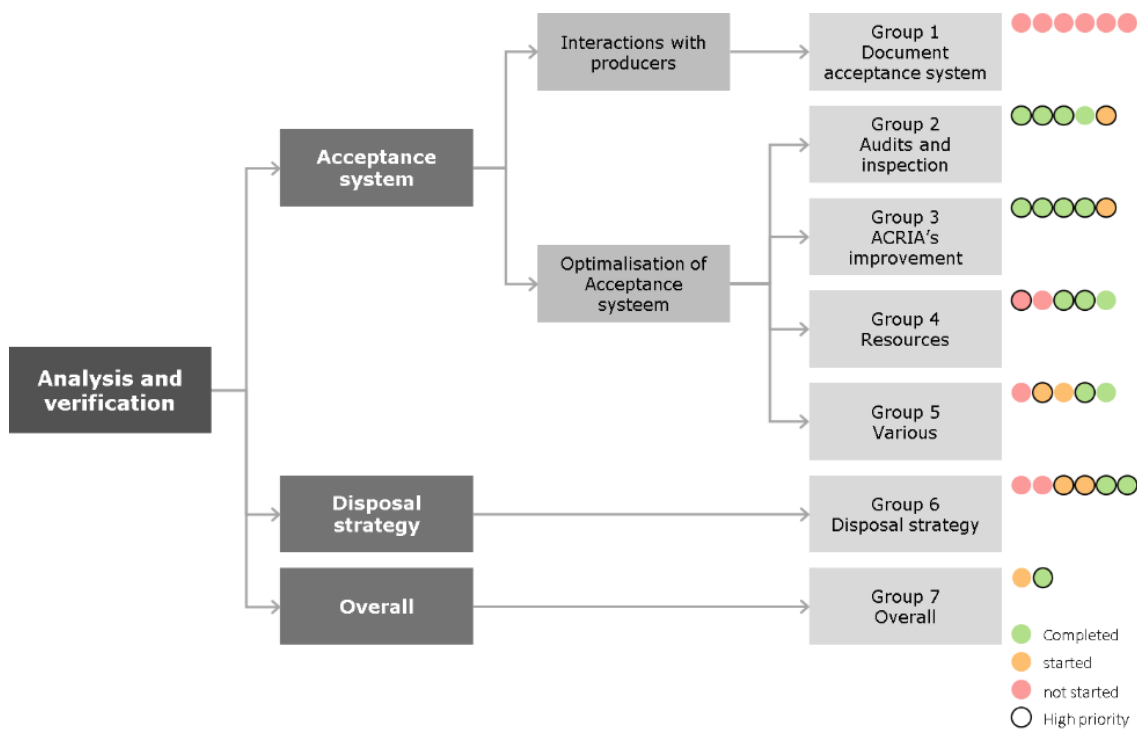 Interactions with
producers
Group 1
Document
acceptance system
Acceptance
system
Group 2
Audits and
inspection
Group 3
ACRIA's
improvement
Optimalisation of
Acceptance
systeem
Group 4
Resources
Analysis and
verification
Group 5
Various
Disposal
strategy
Group 6
Disposal strategy
Overall
Group 7
Overall
Completed
started
not started
High priority